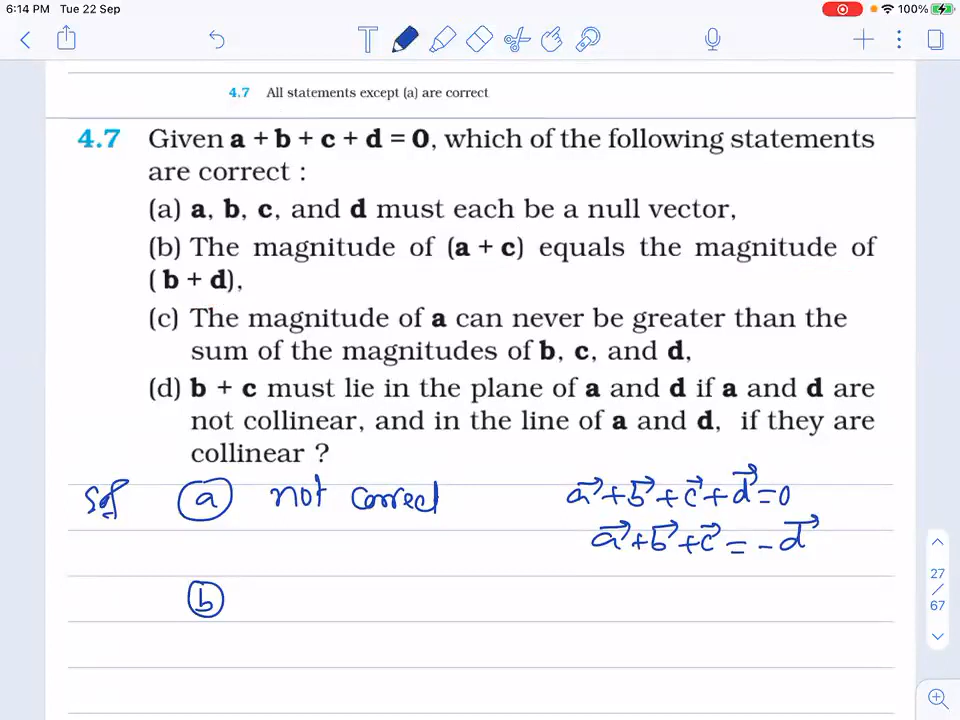 6:14 PM Tue 22 Sep
100%
4.7 All statements except (a) are correct
4.7 Given a + b + c + d = 0, which of the following statements
are correct :
(a) a, b, c, and d must each be a null vector,
(b) The magnitude of (a + c) equals the magnitude of
( b + d),
(c) The magnitude of a can never be greater than the
sum of the magnitudes of b, c, and d,
(d) b + c must lie in the plane of a and d if a and d are
not collinear, and in the line of a and d, if they are
collinear ?
Sol (a) not correct a⃗ + b⃗ + c⃗ + d⃗ = 0
a⃗ + b⃗ + c⃗ = - d⃗
(b)
27
/
67